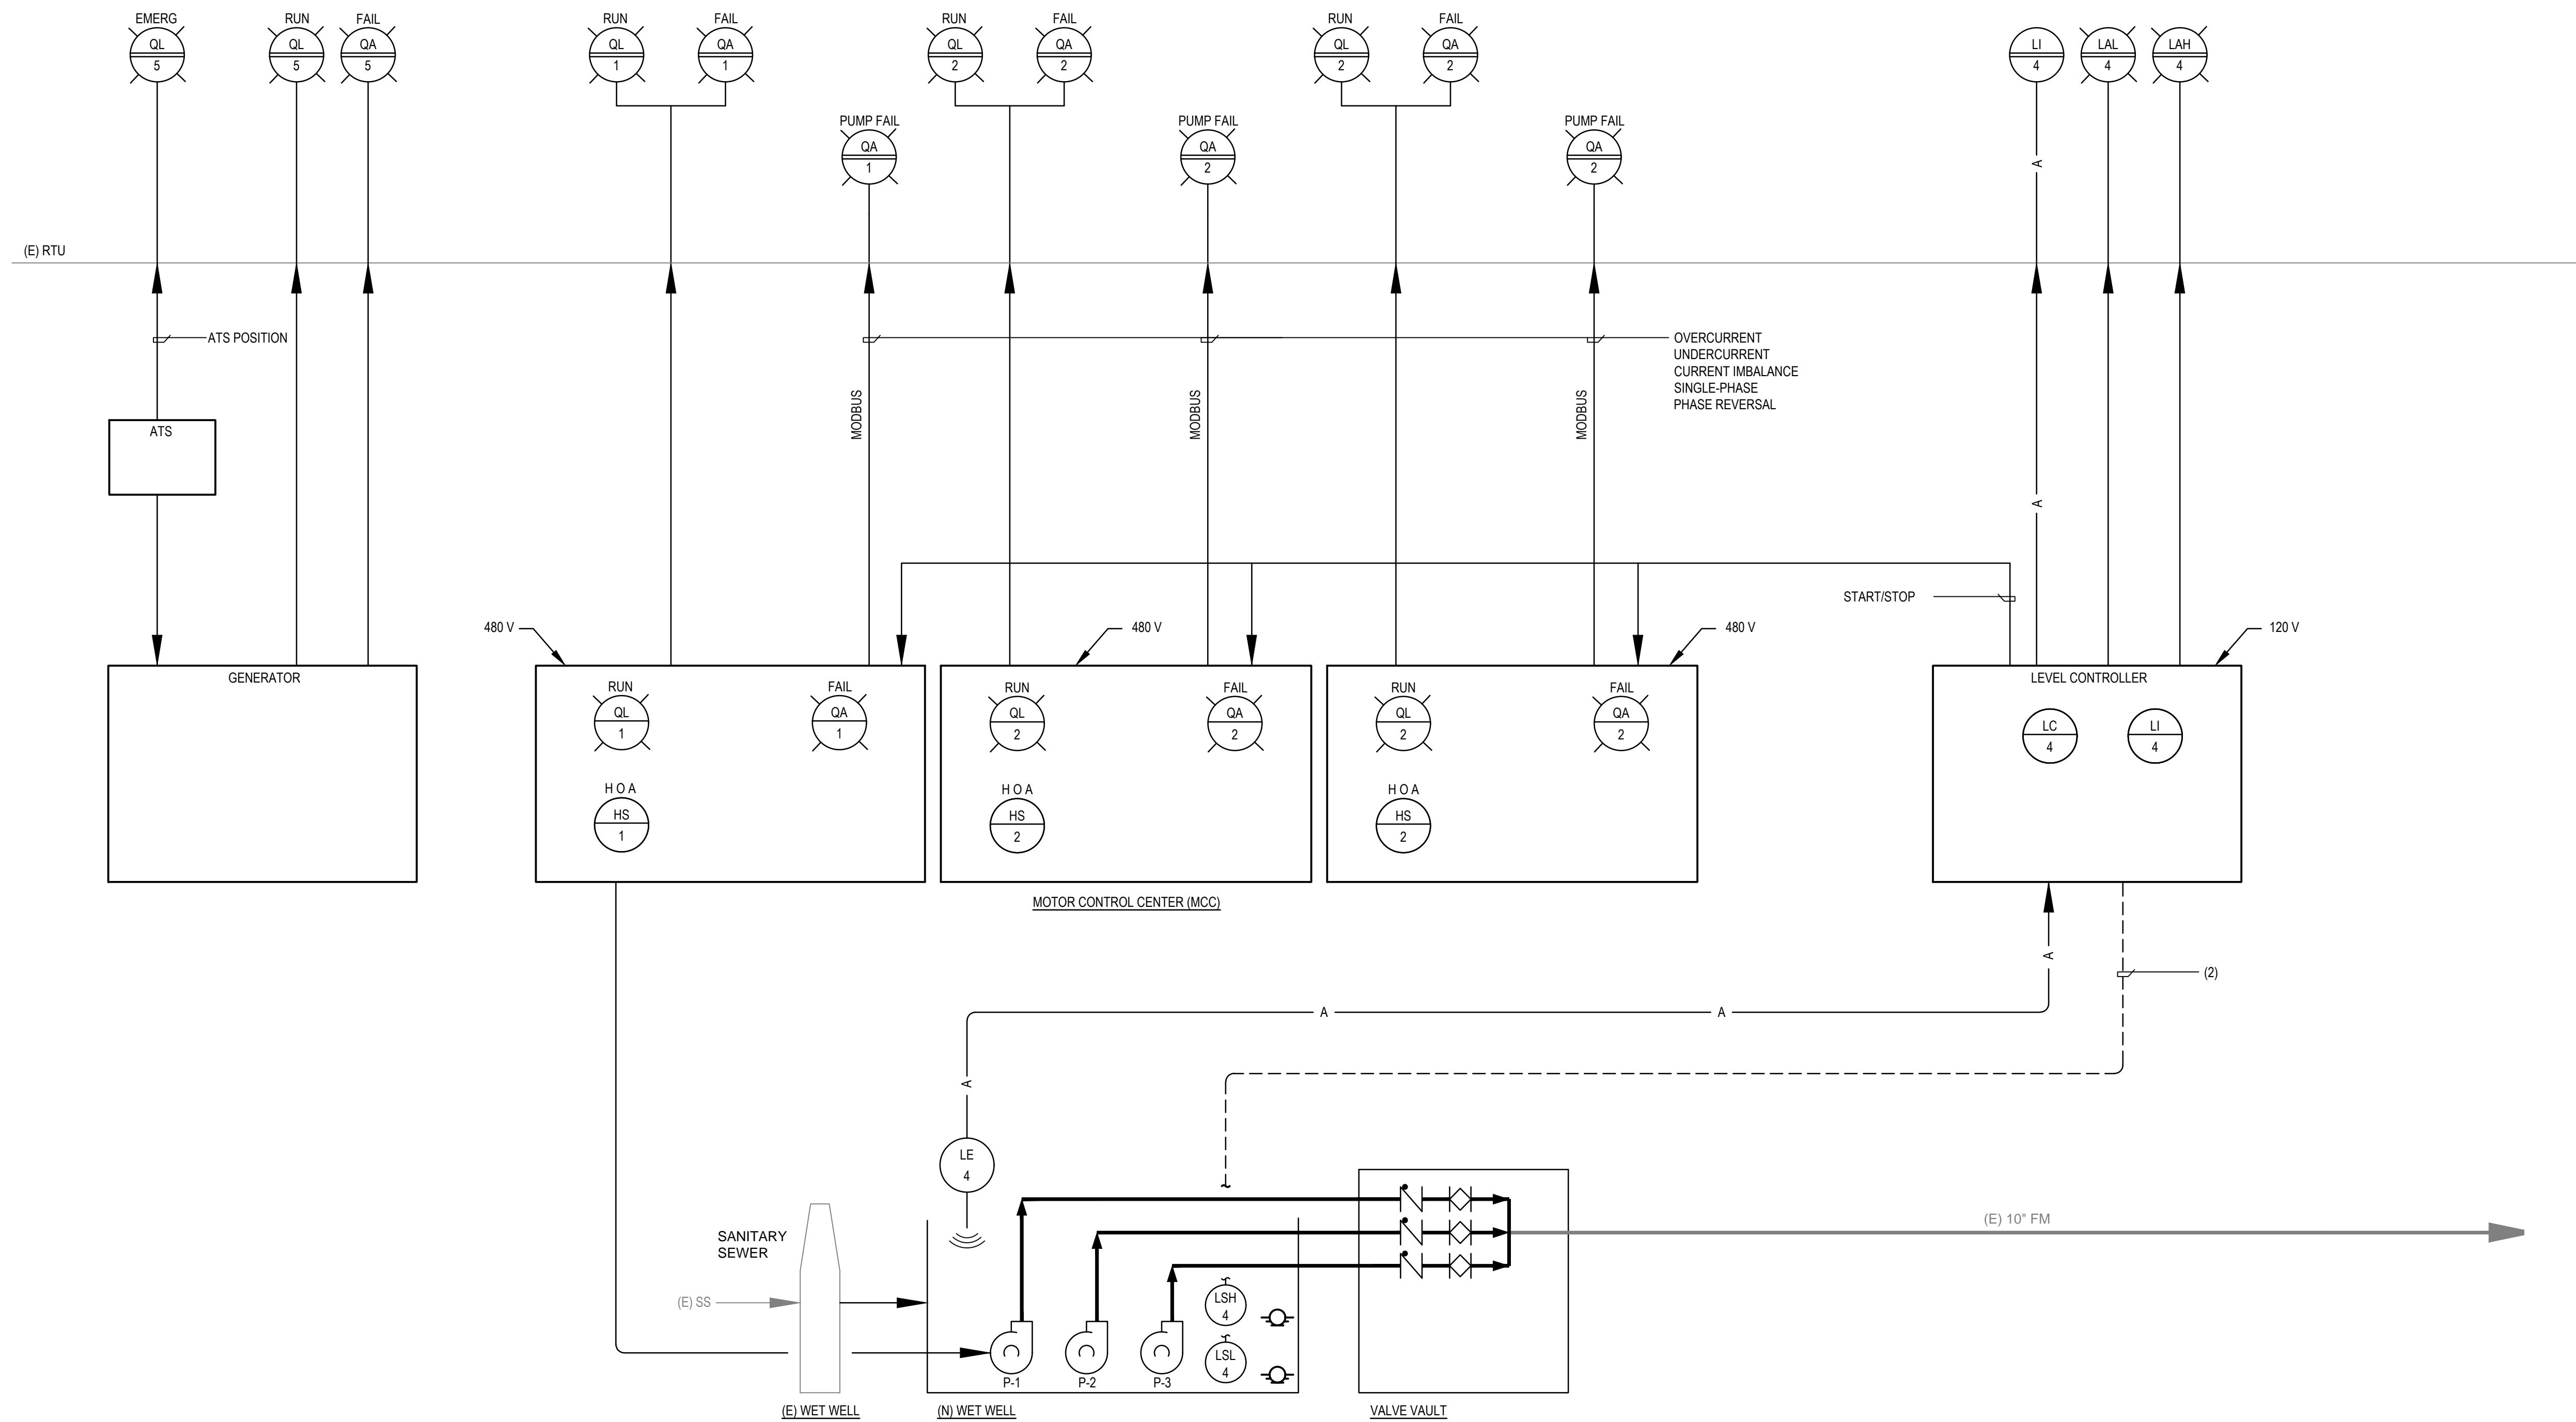 EMERG
RUN
FAIL
RUN
FAIL
RUN
FAIL
RUN
FAIL
QL
5
QL
5
QA
5
QL
1
QA
1
QL
2
QA
2
QL
2
QA
2
LI
4
LAL
4
LAH
4
PUMP FAIL
QA
1
PUMP FAIL
QA
2
PUMP FAIL
QA
2
A
(E) RTU
ATS POSITION
OVERCURRENT
UNDERCURRENT
CURRENT IMBALANCE
SINGLE-PHASE
PHASE REVERSAL
MODBUS
MODBUS
MODBUS
ATS
A
START/STOP
480 V
480 V
480 V
120 V
GENERATOR
RUN
QL
1
FAIL
QA
1
H O A
HS
1
RUN
QL
2
FAIL
QA
2
H O A
HS
2
RUN
QL
2
FAIL
QA
2
H O A
HS
2
LEVEL CONTROLLER
LC
4
LI
4
MOTOR CONTROL CENTER (MCC)
A
(2)
A
A
A
LE
4
SANITARY
SEWER
(E) SS
(E) 10" FM
LSH
4
LSL
4
P-1
P-2
P-3
(E) WET WELL
(N) WET WELL
VALVE VAULT